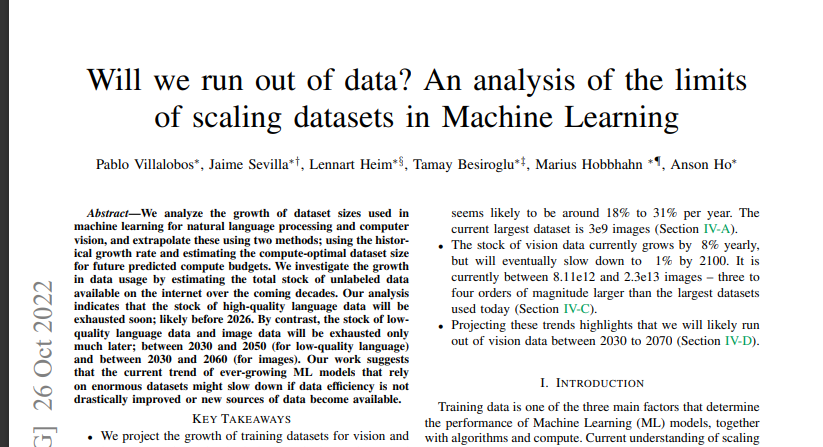 Will we run out of data? An analysis of the limits
of scaling datasets in Machine Learning
Pablo Villalobos*, Jaime Sevilla*†, Lennart Heim*§, Tamay Besiroglu*‡, Marius Hobbhahn *¶, Anson Ho*
Abstract—We analyze the growth of dataset sizes used in
machine learning for natural language processing and computer
vision, and extrapolate these using two methods; using the histor-
ical growth rate and estimating the compute-optimal dataset size
for future predicted compute budgets. We investigate the growth
in data usage by estimating the total stock of unlabeled data
available on the internet over the coming decades. Our analysis
indicates that the stock of high-quality language data will be
exhausted soon; likely before 2026. By contrast, the stock of low-
quality language data and image data will be exhausted only
much later; between 2030 and 2050 (for low-quality language)
and between 2030 and 2060 (for images). Our work suggests
that the current trend of ever-growing ML models that rely
on enormous datasets might slow down if data efficiency is not
drastically improved or new sources of data become available.
KEY TAKEAWAYS
• We project the growth of training datasets for vision and
seems likely to be around 18% to 31% per year. The
current largest dataset is 3e9 images (Section IV-A).
• The stock of vision data currently grows by 8% yearly,
but will eventually slow down to 1% by 2100. It is
currently between 8.11e12 and 2.3e13 images – three to
four orders of magnitude larger than the largest datasets
used today (Section IV-C).
• Projecting these trends highlights that we will likely run
out of vision data between 2030 to 2070 (Section IV-D).
I. INTRODUCTION
Training data is one of the three main factors that determine
the performance of Machine Learning (ML) models, together
with algorithms and compute. Current understanding of scaling
G] 26 Oct 2022